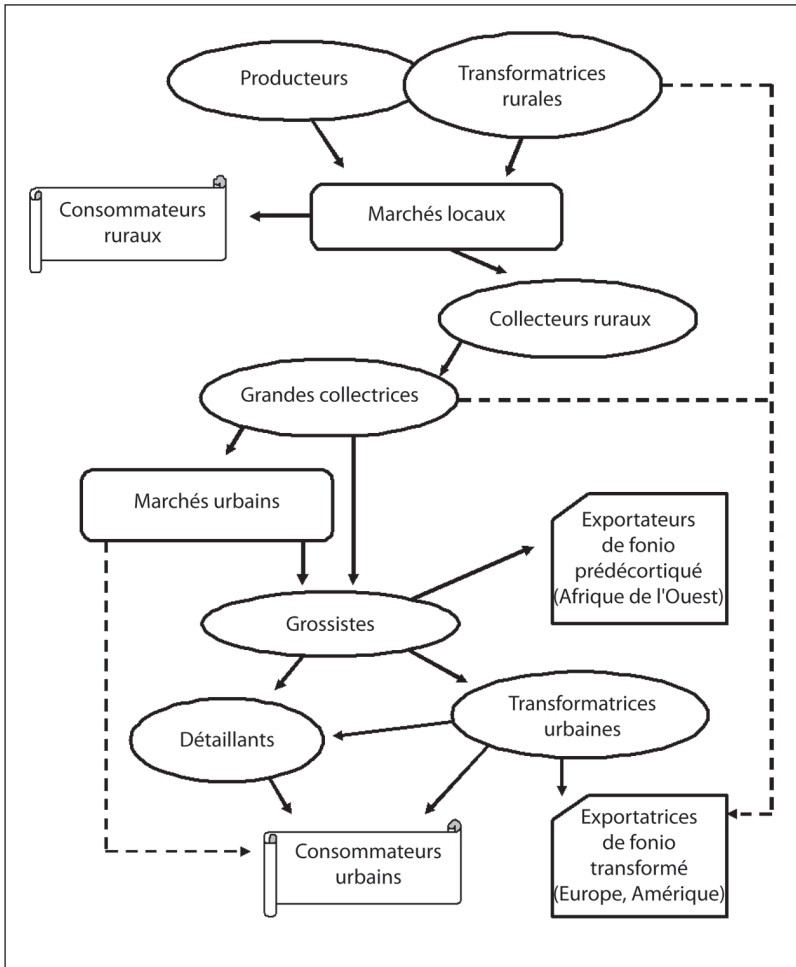 Producteurs
Transformatrices
rurales
Consommateurs
ruraux
Marchés locaux
Collecteurs ruraux
Grandes collectrices
Marchés urbains
Exportateurs
de fonio
prédécortiqué
(Afrique de l'Ouest)
Grossistes
Détaillants
Transformatrices
urbaines
Consommateurs
urbains
Exportatrices
de fonio
transformé
(Europe, Amérique)